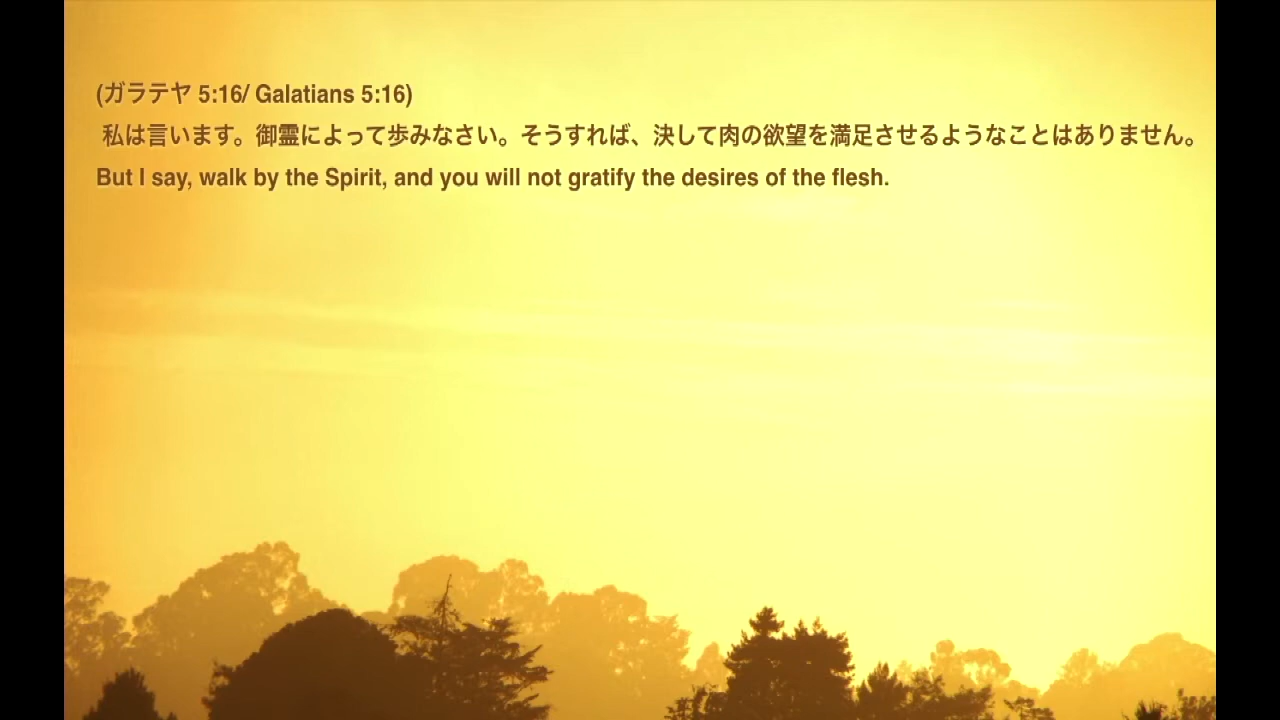 (ガラテヤ 5:16/ Galatians 5:16)
私は言います。御霊によって歩みなさい。そうすれば、決して肉の欲望を満足させるようなことはありません。
But I say, walk by the Spirit, and you will not gratify the desires of the flesh.